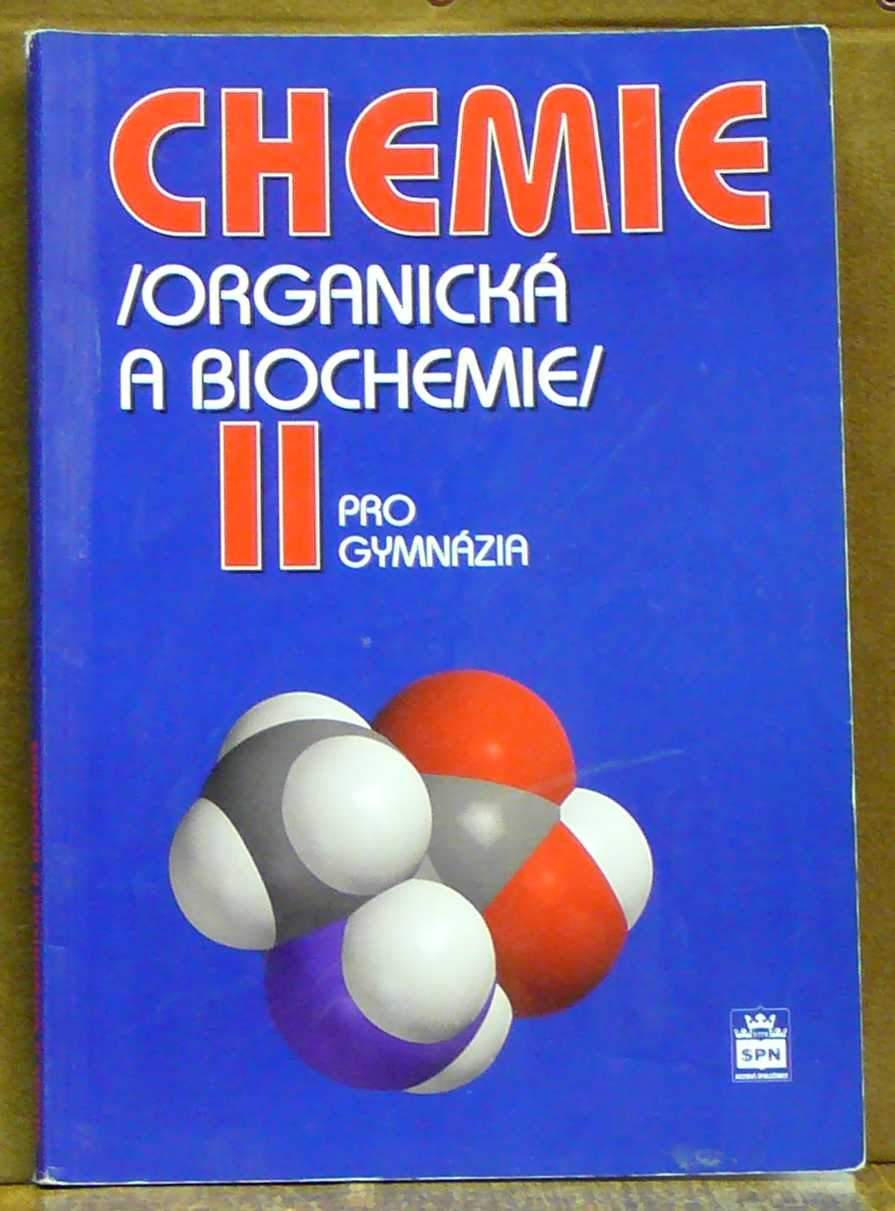 CHEMIE
/ORGANICKÁ
A BIOCHEMIE/
II PRO
GYMNÁZIA
SPN